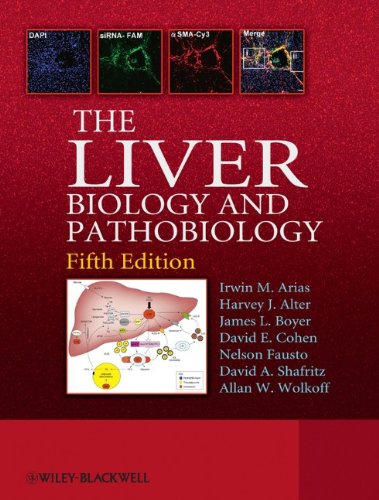 DAPI
siRNA- FAM
α SMA-Cy3
Merge
THE
LIVER
BIOLOGY AND
PATHOBIOLOGY
Fifth Edition
Irwin M. Arias
Harvey J. Alter
James L. Boyer
David E. Cohen
Nelson Fausto
David A. Shafritz
Allan W. Wolkoff
WILEY-BLACKWELL